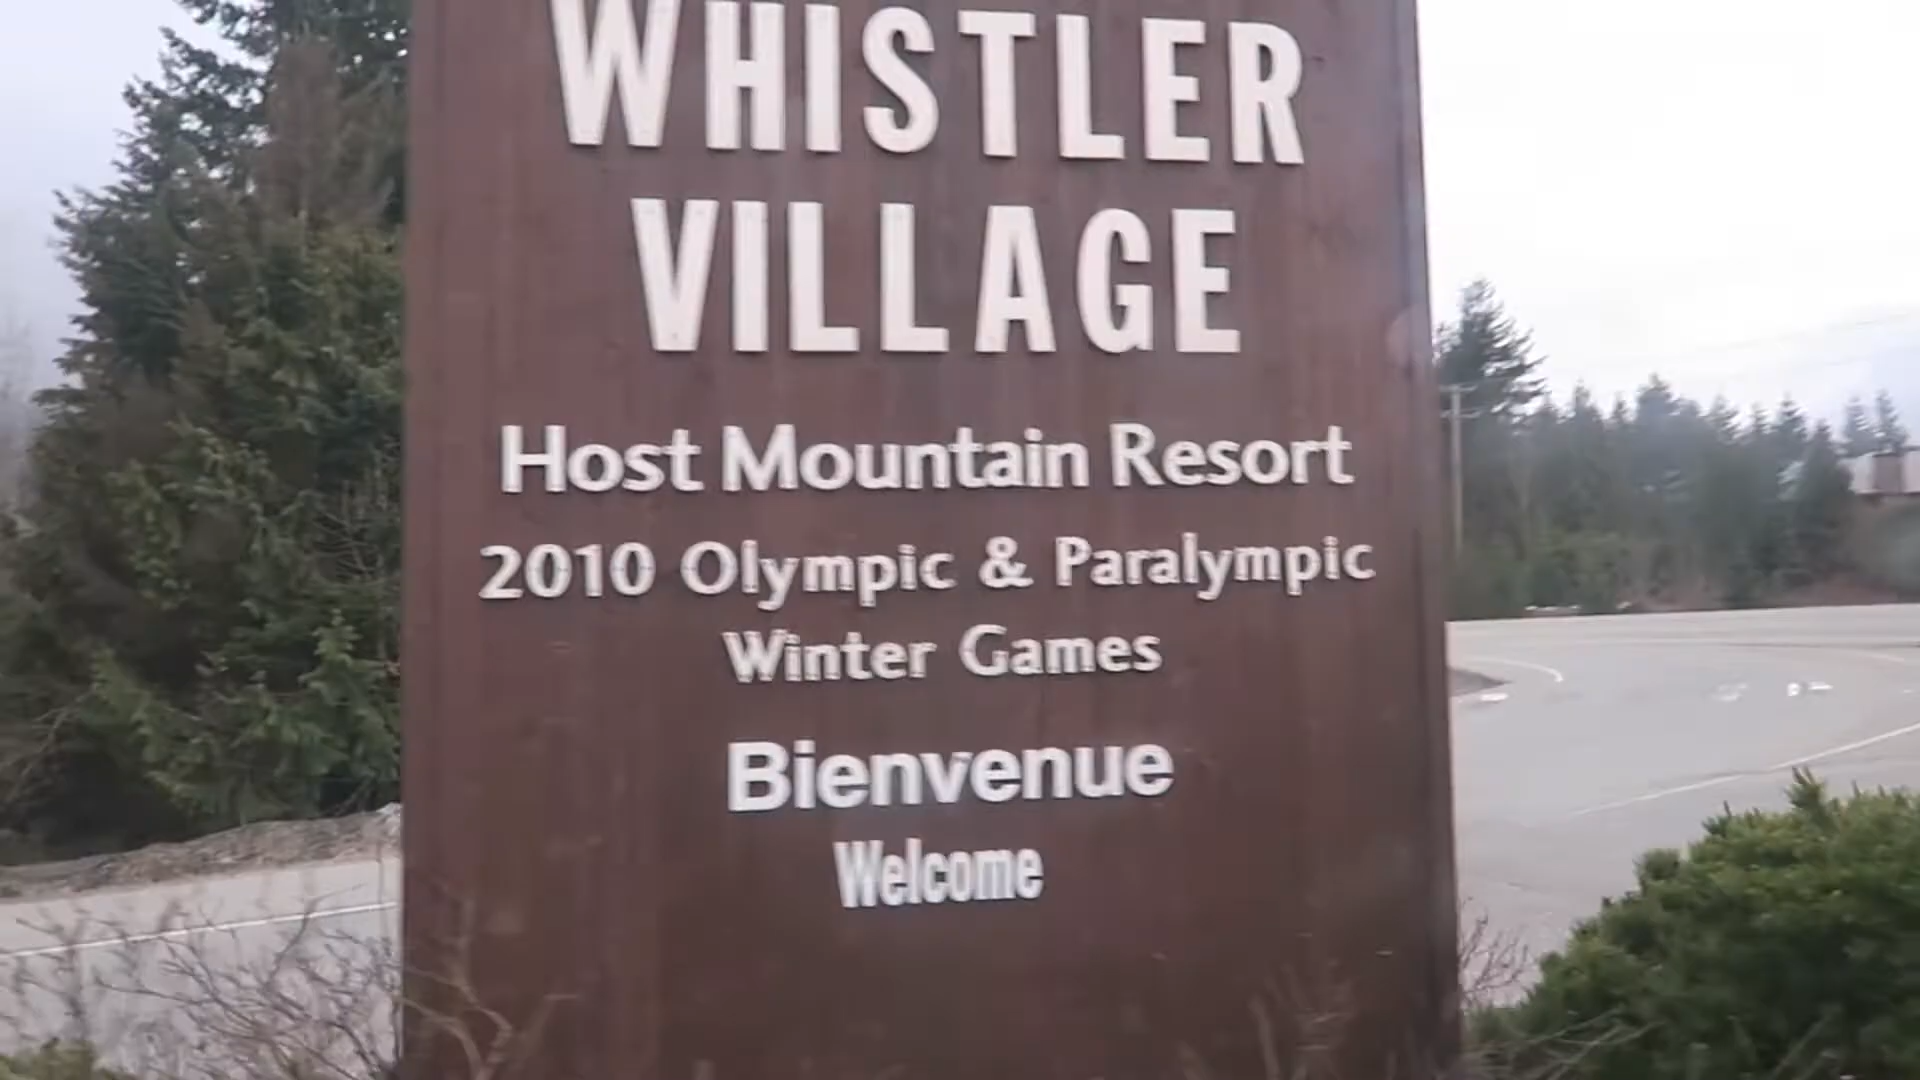 WHISTLER
VILLAGE
Host Mountain Resort
2010 Olympic & Paralympic
Winter Games
Bienvenue
Welcome